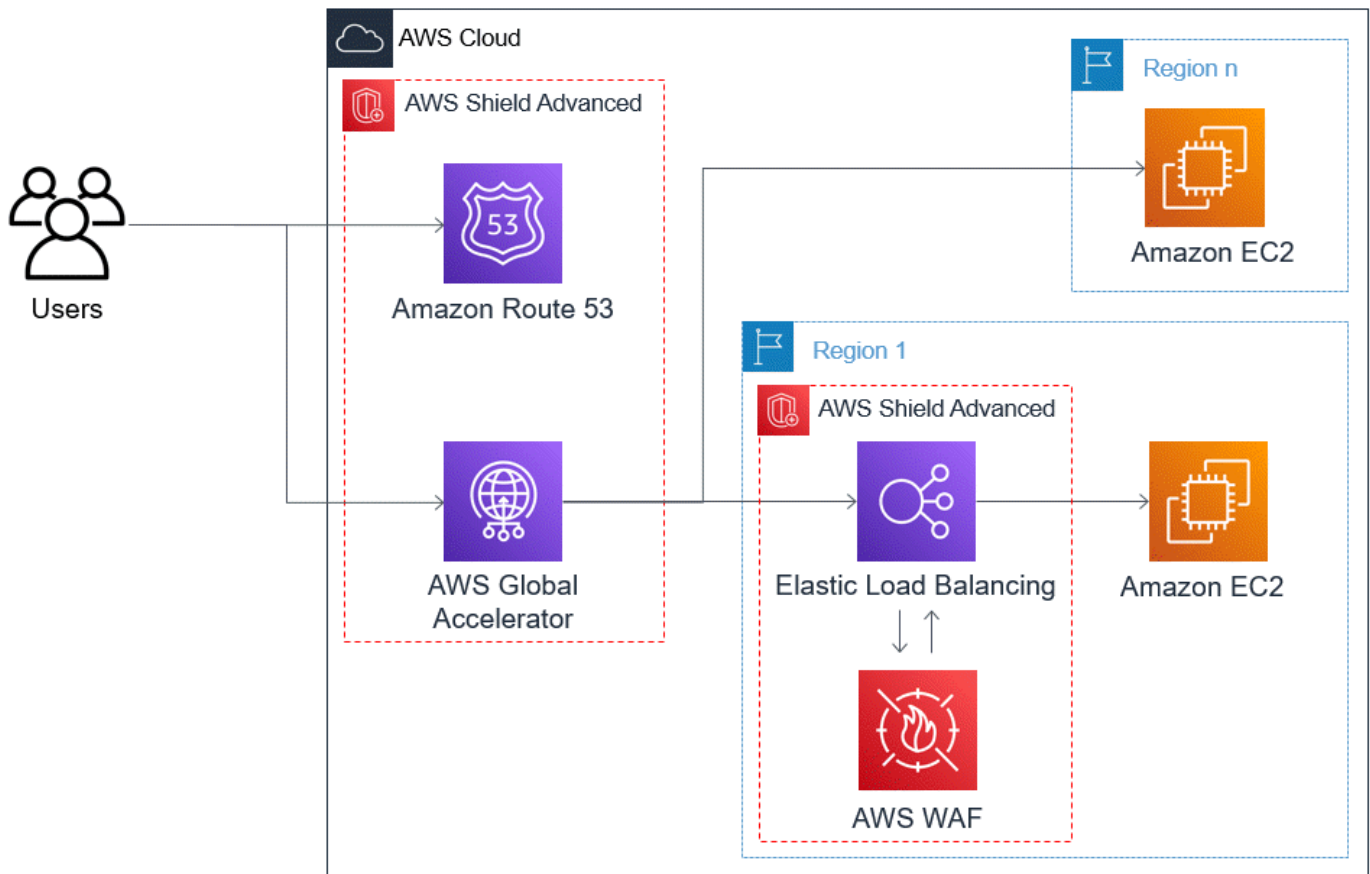 AWS Cloud
Region n
AWS Shield Advanced
53
Amazon EC2
Users
Amazon Route 53
Region 1
AWS Shield Advanced
AWS Global
Accelerator
Elastic Load Balancing
Amazon EC2
AWS WAF